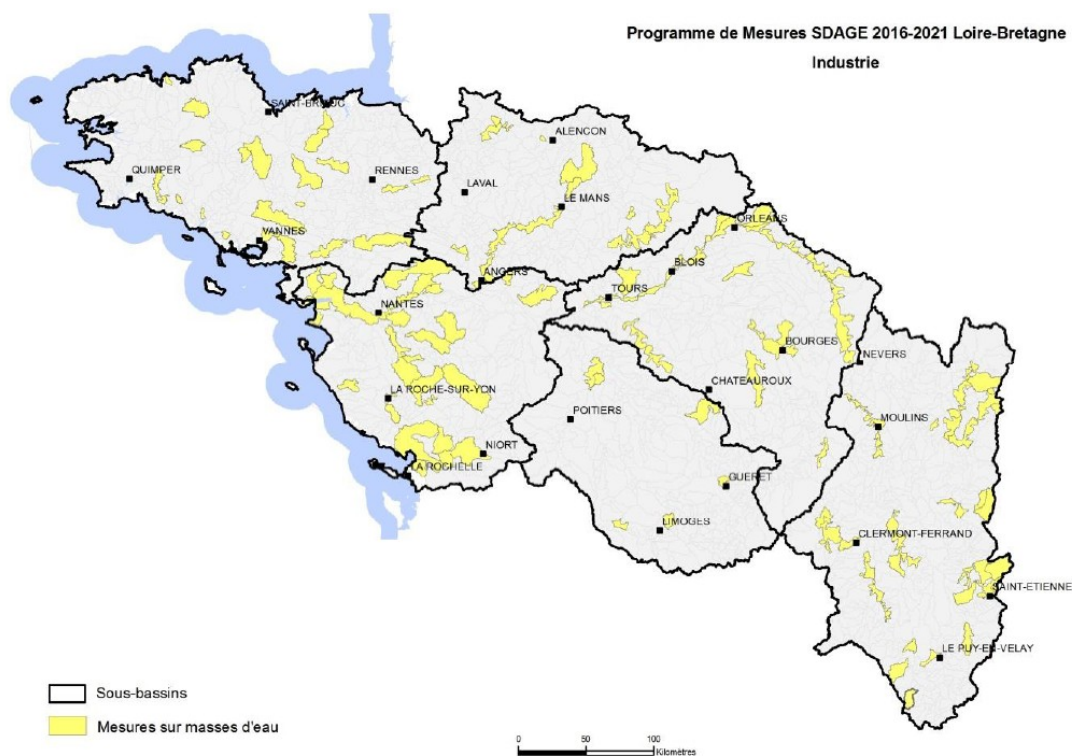 Programme de Mesures SDAGE 2016-2021 Loire-Bretagne
Industrie
SAINT-BRIEUC
ALENCON
QUIMPER
RENNES
LAVAL
LE MANS
ORLEANS
VANNES
ANGERS
BLOIS
TOURS
NANTES
BOURGES
NEVERS
CHATEAUROUX
LA ROCHE-SUR-YON
POITIERS
MOULINS
NIORT
LA ROCHELLE
GUERET
LIMOGES
CLERMONT-FERRAND
SAINT-ETIENNE
LE PUY-EN-VELAY
Sous-bassins
Mesures sur masses d'eau
0 50 100
Kilomètres